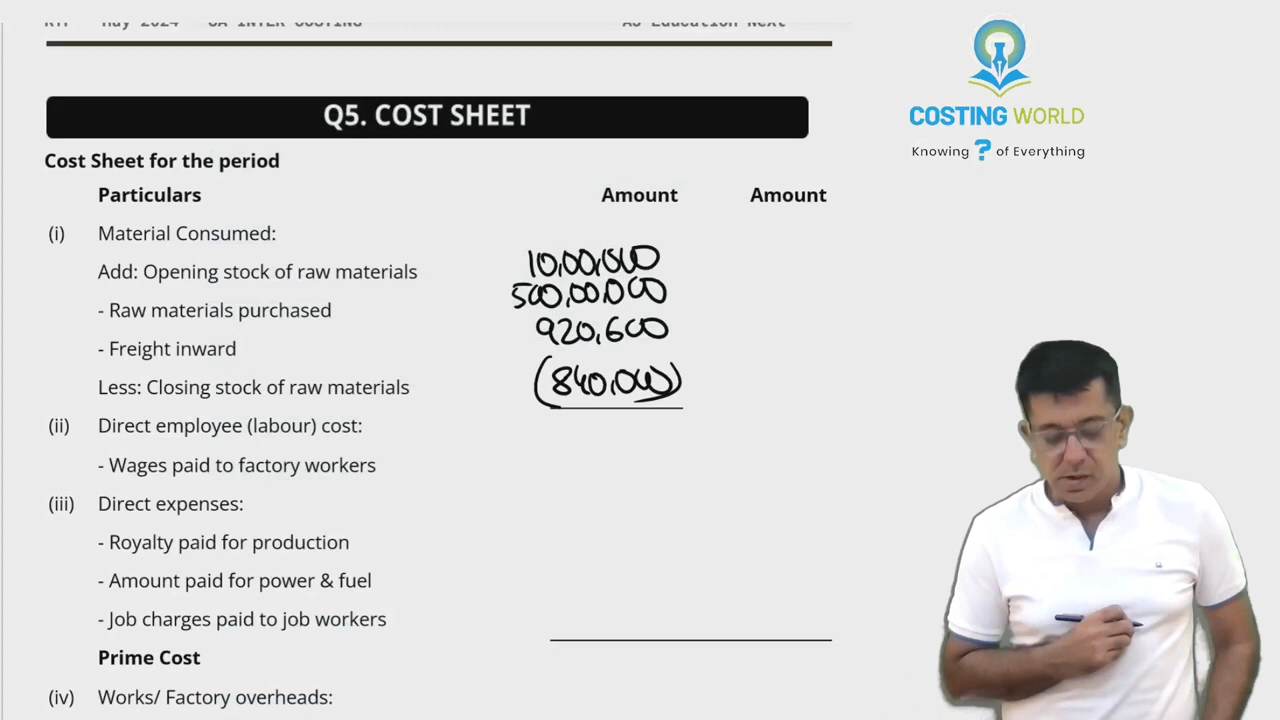 Q5. COST SHEET
COSTING WORLD
Knowing ? of Everything
Cost Sheet for the period
Particulars Amount Amount
(i) Material Consumed:
10,00,000
Add: Opening stock of raw materials
500,00,000
- Raw materials purchased
920,600
- Freight inward
Less: Closing stock of raw materials (840,000)
(ii) Direct employee (labour) cost:
- Wages paid to factory workers
(iii) Direct expenses:
- Royalty paid for production
- Amount paid for power & fuel
- Job charges paid to job workers
Prime Cost
(iv) Works/ Factory overheads: